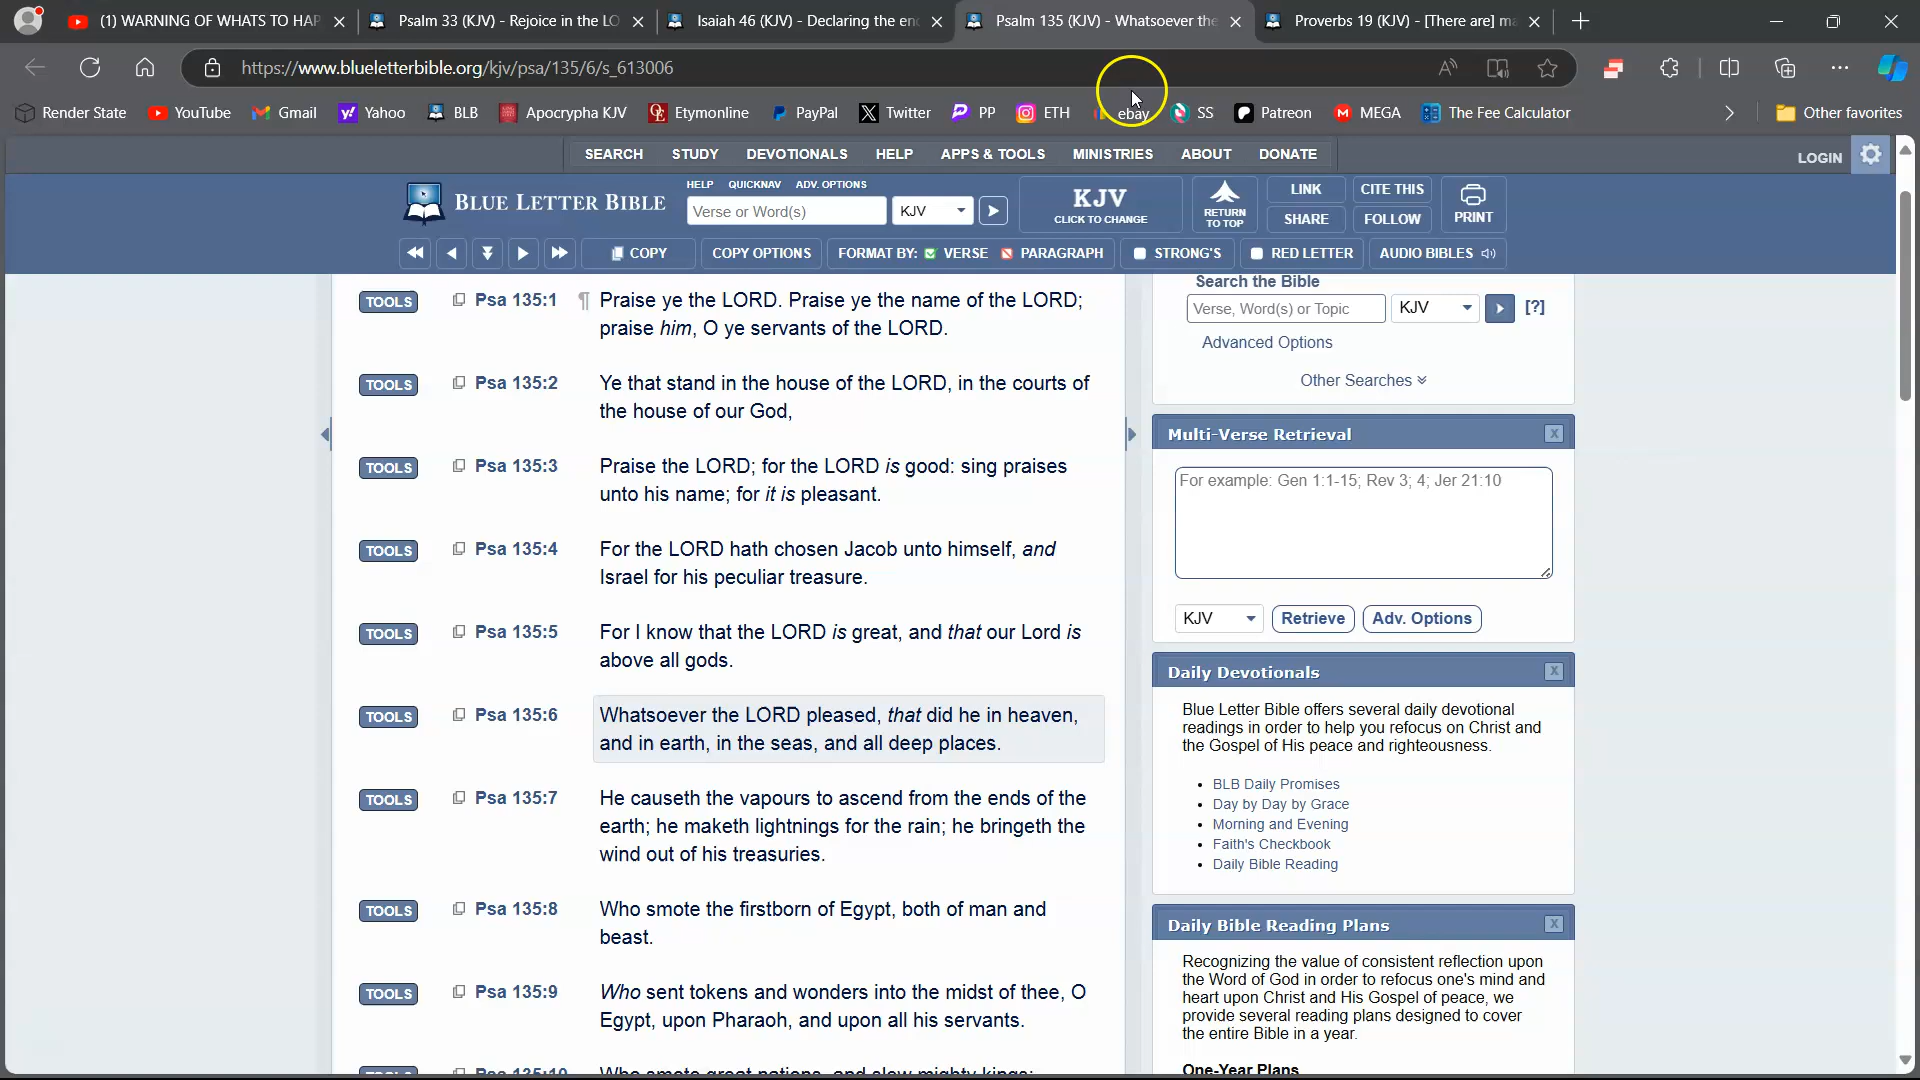 (1) WARNING OF WHATS TO HAP
Psalm 33 (KJV) - Rejoice in the LO
Isaiah 46 (KJV) - Declaring the en
Psalm 135 (KJV) - Whatsoever the
Proverbs 19 (KJV) - [There are] m
https://www.blueletterbible.org/kjv/psa/135/6/s_613006
Render State
YouTube
Gmail
Yahoo
BLB
Apocrypha KJV
Etymonline
PayPal
Twitter
PP
ETH
ebay
SS
Patreon
MEGA
The Fee Calculator
Other favorites
SEARCH STUDY DEVOTIONALS HELP APPS & TOOLS MINISTRIES ABOUT DONATE
LOGIN
BLUE LETTER BIBLE
HELP QUICKNAV ADV. OPTIONS
Verse or Word(s)
KJV
KJV
CLICK TO CHANGE
RETURN
TO TOP
LINK
CITE THIS
SHARE
FOLLOW
PRINT
COPY
COPY OPTIONS
FORMAT BY: VERSE PARAGRAPH
STRONG'S
RED LETTER
AUDIO BIBLES
TOOLS Psa 135:1 ¶ Praise ye the LORD. Praise ye the name of the LORD;
praise him, O ye servants of the LORD.
TOOLS Psa 135:2 Ye that stand in the house of the LORD, in the courts of
the house of our God,
TOOLS Psa 135:3 Praise the LORD; for the LORD is good: sing praises
unto his name; for it is pleasant.
TOOLS Psa 135:4 For the LORD hath chosen Jacob unto himself, and
Israel for his peculiar treasure.
TOOLS Psa 135:5 For I know that the LORD is great, and that our Lord is
above all gods.
TOOLS Psa 135:6 Whatsoever the LORD pleased, that did he in heaven,
and in earth, in the seas, and all deep places.
TOOLS Psa 135:7 He causeth the vapours to ascend from the ends of the
earth; he maketh lightnings for the rain; he bringeth the
wind out of his treasuries.
TOOLS Psa 135:8 Who smote the firstborn of Egypt, both of man and
beast.
TOOLS Psa 135:9 Who sent tokens and wonders into the midst of thee, O
Egypt, upon Pharaoh, and upon all his servants.
TOOLS Psa 135:10 Who smote great nations, and slew mighty kings;
Search the Bible
Verse, Word(s) or Topic
KJV
[?]
Advanced Options
Other Searches
Multi-Verse Retrieval
For example: Gen 1:1-15; Rev 3; 4; Jer 21:10
KJV
Retrieve
Adv. Options
Daily Devotionals
Blue Letter Bible offers several daily devotional
readings in order to help you refocus on Christ and
the Gospel of His peace and righteousness.
BLB Daily Promises
Day by Day by Grace
Morning and Evening
Faith's Checkbook
Daily Bible Reading
Daily Bible Reading Plans
Recognizing the value of consistent reflection upon
the Word of God in order to refocus one's mind and
heart upon Christ and His Gospel of peace, we
provide several reading plans designed to cover
the entire Bible in a year.
One-Year Plans